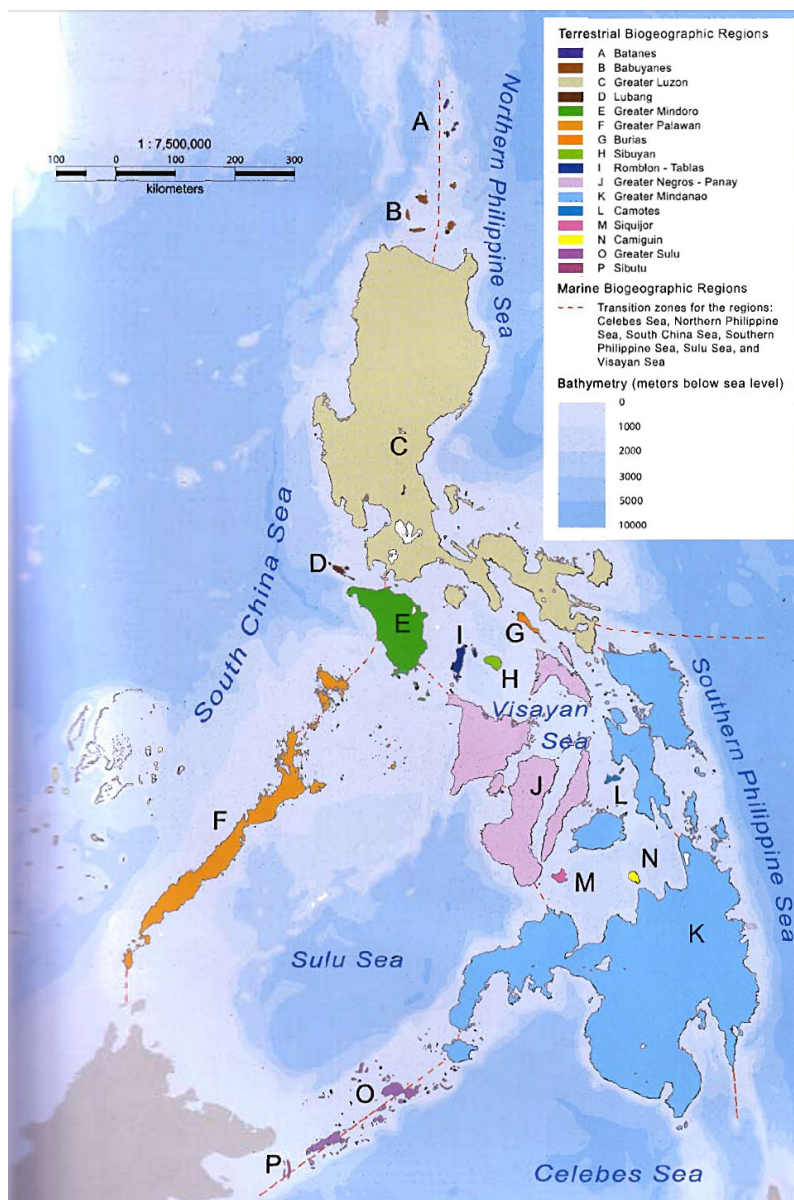 Terrestrial Biogeographic Regions
A Batanes
B Babuyanes
C Greater Luzon
D Lubang
E Greater Mindoro
F Greater Palawan
G Burias
H Sibuyan
I Romblon - Tablas
J Greater Negros - Panay
K Greater Mindanao
L Camotes
M Siquijor
N Camiguin
O Greater Sulu
P Sibutu
Marine Biogeographic Regions
Transition zones for the regions:
Celebes Sea, Northern Philippine
Sea, South China Sea, Southern
Philippine Sea, Sulu Sea, and
Visayan Sea
Bathymetry (meters below sea level)
0
1000
2000
3000
5000
10000
1 : 7,500,000
100 0 100 200 300
kilometers
A
B
Northern Philippine Sea
C
South China Sea
D
E
I
G
H
Visayan
Sea
Southern Philippine Sea
F
J
L
M
N
K
Sulu Sea
O
P
Celebes Sea